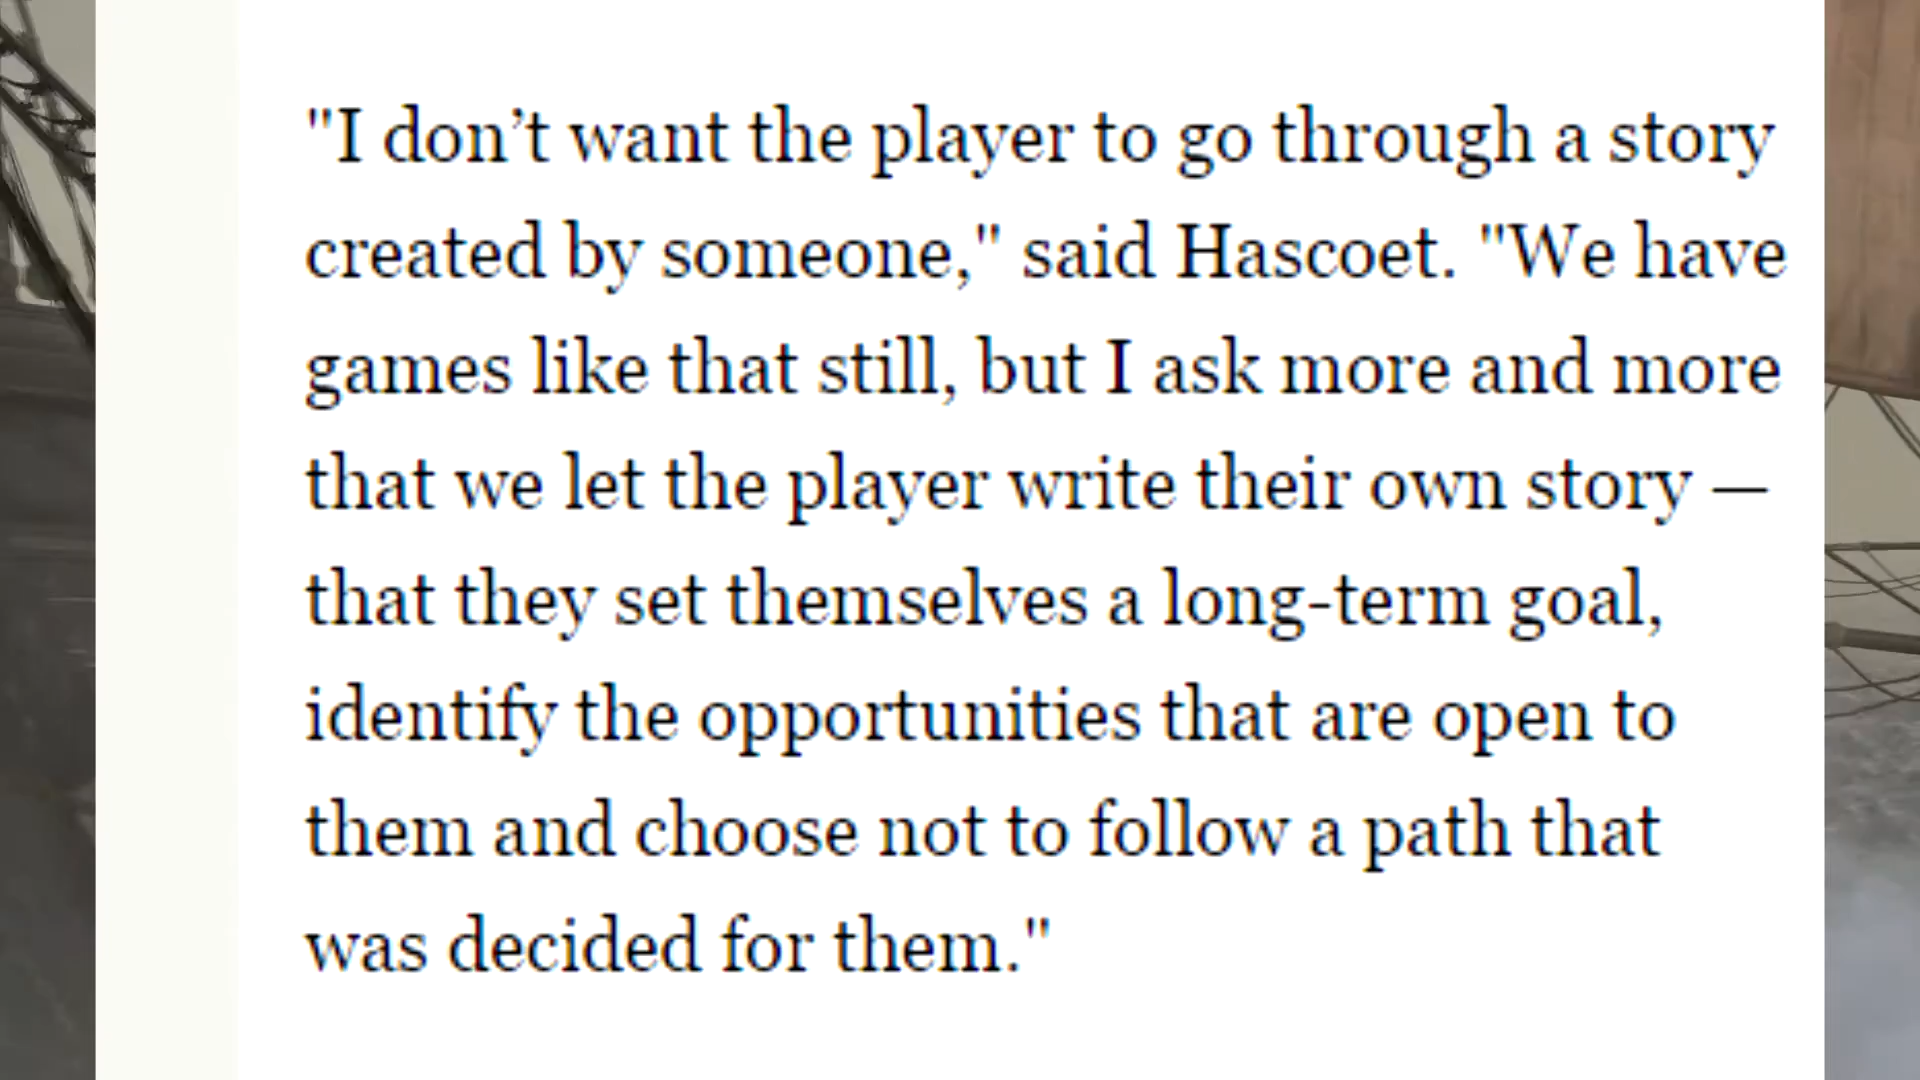 "I don’t want the player to go through a story
created by someone," said Hascoet. "We have
games like that still, but I ask more and more
that we let the player write their own story —
that they set themselves a long-term goal,
identify the opportunities that are open to
them and choose not to follow a path that
was decided for them."